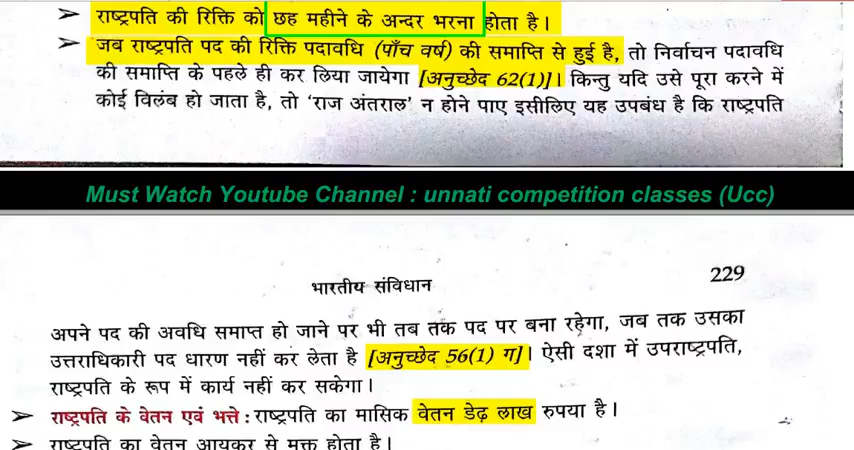 ➤ राष्ट्रपति की रिक्ति को छह महीने के अन्दर भरना होता है।
➤ जब राष्ट्रपति पद की रिक्ति पदावधि (पाँच वर्ष) की समाप्ति से हुई है, तो निर्वाचन पदावधि
की समाप्ति के पहले ही कर लिया जायेगा [अनुच्छेद 62(1)]। किन्तु यदि उसे पूरा करने में
कोई विलंब हो जाता है, तो 'राज अंतराल' न होने पाए इसीलिए यह उपबंध है कि राष्ट्रपति
Must Watch Youtube Channel : unnati competition classes (Ucc)
भारतीय संविधान 229
अपने पद की अवधि समाप्त हो जाने पर भी तब तक पद पर बना रहेगा, जब तक उसका
उत्तराधिकारी पद धारण नहीं कर लेता है [अनुच्छेद 56(1) ग]। ऐसी दशा में उपराष्ट्रपति,
राष्ट्रपति के रूप में कार्य नहीं कर सकेगा।
➤ राष्ट्रपति के वेतन एवं भत्ते : राष्ट्रपति का मासिक वेतन डेढ़ लाख रुपया है।
➤ राष्ट्रपति का वेतन आयकर से मुक्त होता है।